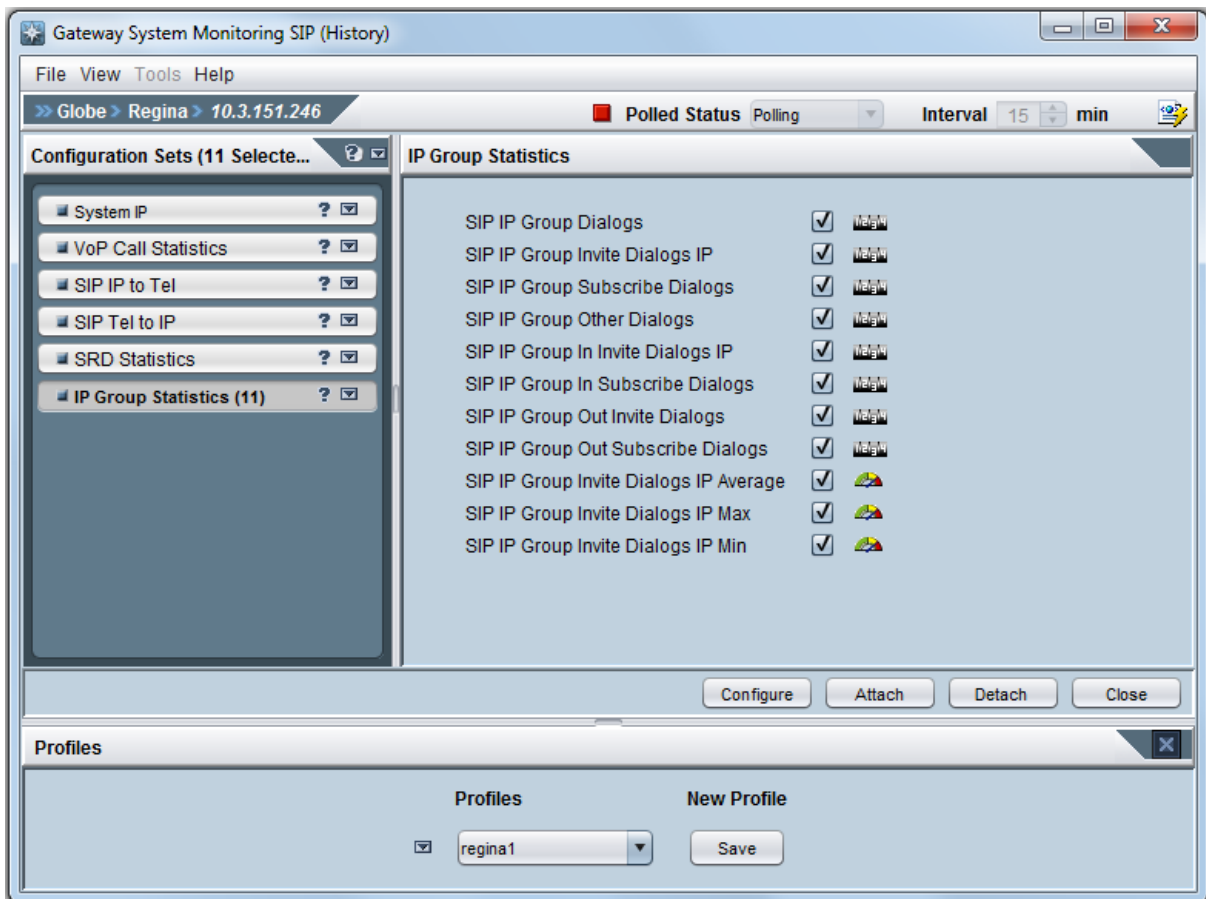 Gateway System Monitoring SIP (History)
File View Tools Help
>> Globe > Regina > 10.3.151.246
Polled Status Polling Interval 15 min
Configuration Sets (11 Selecte...
IP Group Statistics
System IP ?
VoP Call Statistics ?
SIP IP to Tel ?
SIP Tel to IP ?
SRD Statistics ?
IP Group Statistics (11) ?
SIP IP Group Dialogs
SIP IP Group Invite Dialogs IP
SIP IP Group Subscribe Dialogs
SIP IP Group Other Dialogs
SIP IP Group In Invite Dialogs IP
SIP IP Group In Subscribe Dialogs
SIP IP Group Out Invite Dialogs
SIP IP Group Out Subscribe Dialogs
SIP IP Group Invite Dialogs IP Average
SIP IP Group Invite Dialogs IP Max
SIP IP Group Invite Dialogs IP Min
Configure Attach Detach Close
Profiles
Profiles New Profile
regina1 Save